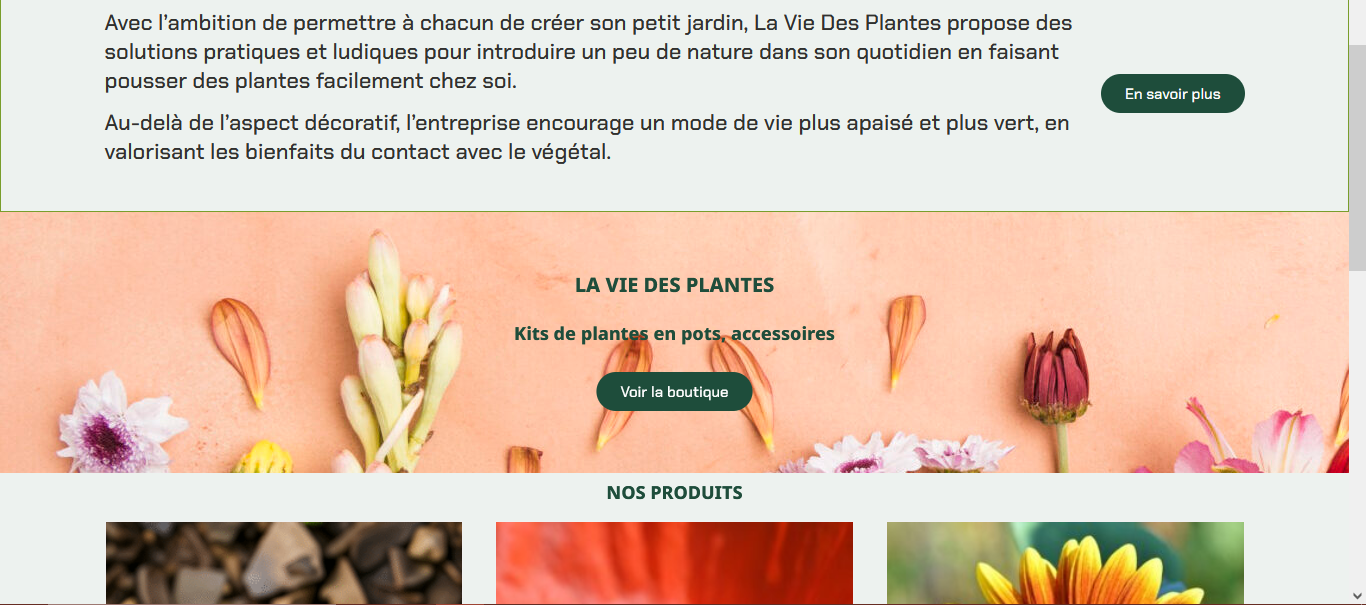 Avec l’ambition de permettre à chacun de créer son petit jardin, La Vie Des Plantes propose des
solutions pratiques et ludiques pour introduire un peu de nature dans son quotidien en faisant
pousser des plantes facilement chez soi.
Au-delà de l’aspect décoratif, l’entreprise encourage un mode de vie plus apaisé et plus vert, en
valorisant les bienfaits du contact avec le végétal.
En savoir plus
LA VIE DES PLANTES
Kits de plantes en pots, accessoires
Voir la boutique
NOS PRODUITS